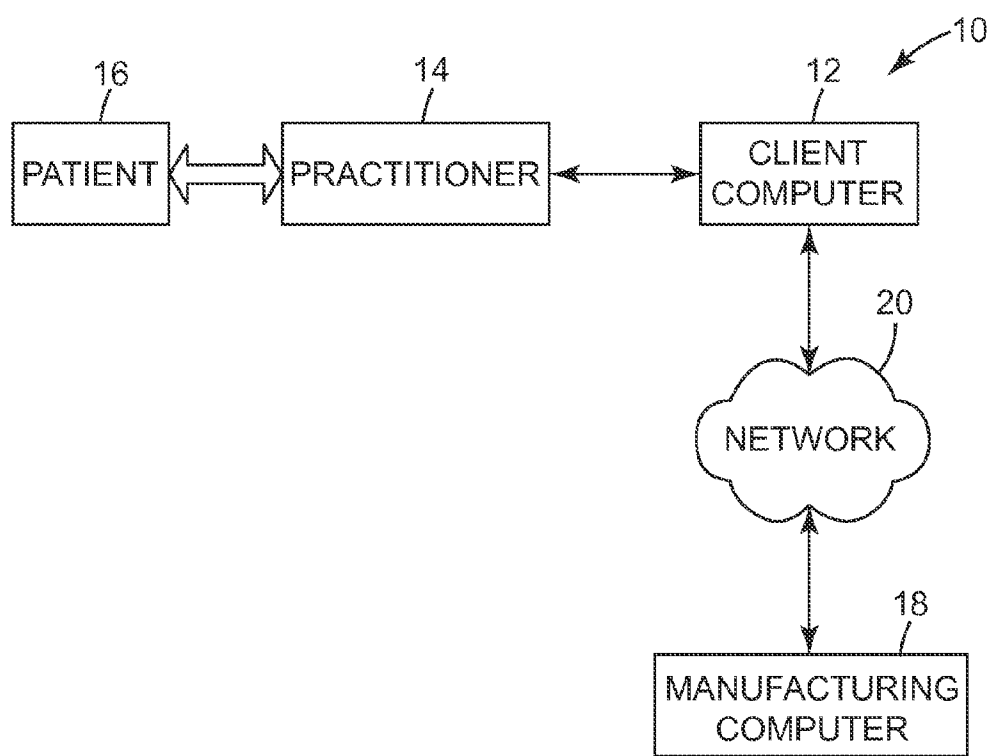 10
16
14
12
PATIENT
PRACTITIONER
CLIENT
COMPUTER
20
NETWORK
18
MANUFACTURING
COMPUTER